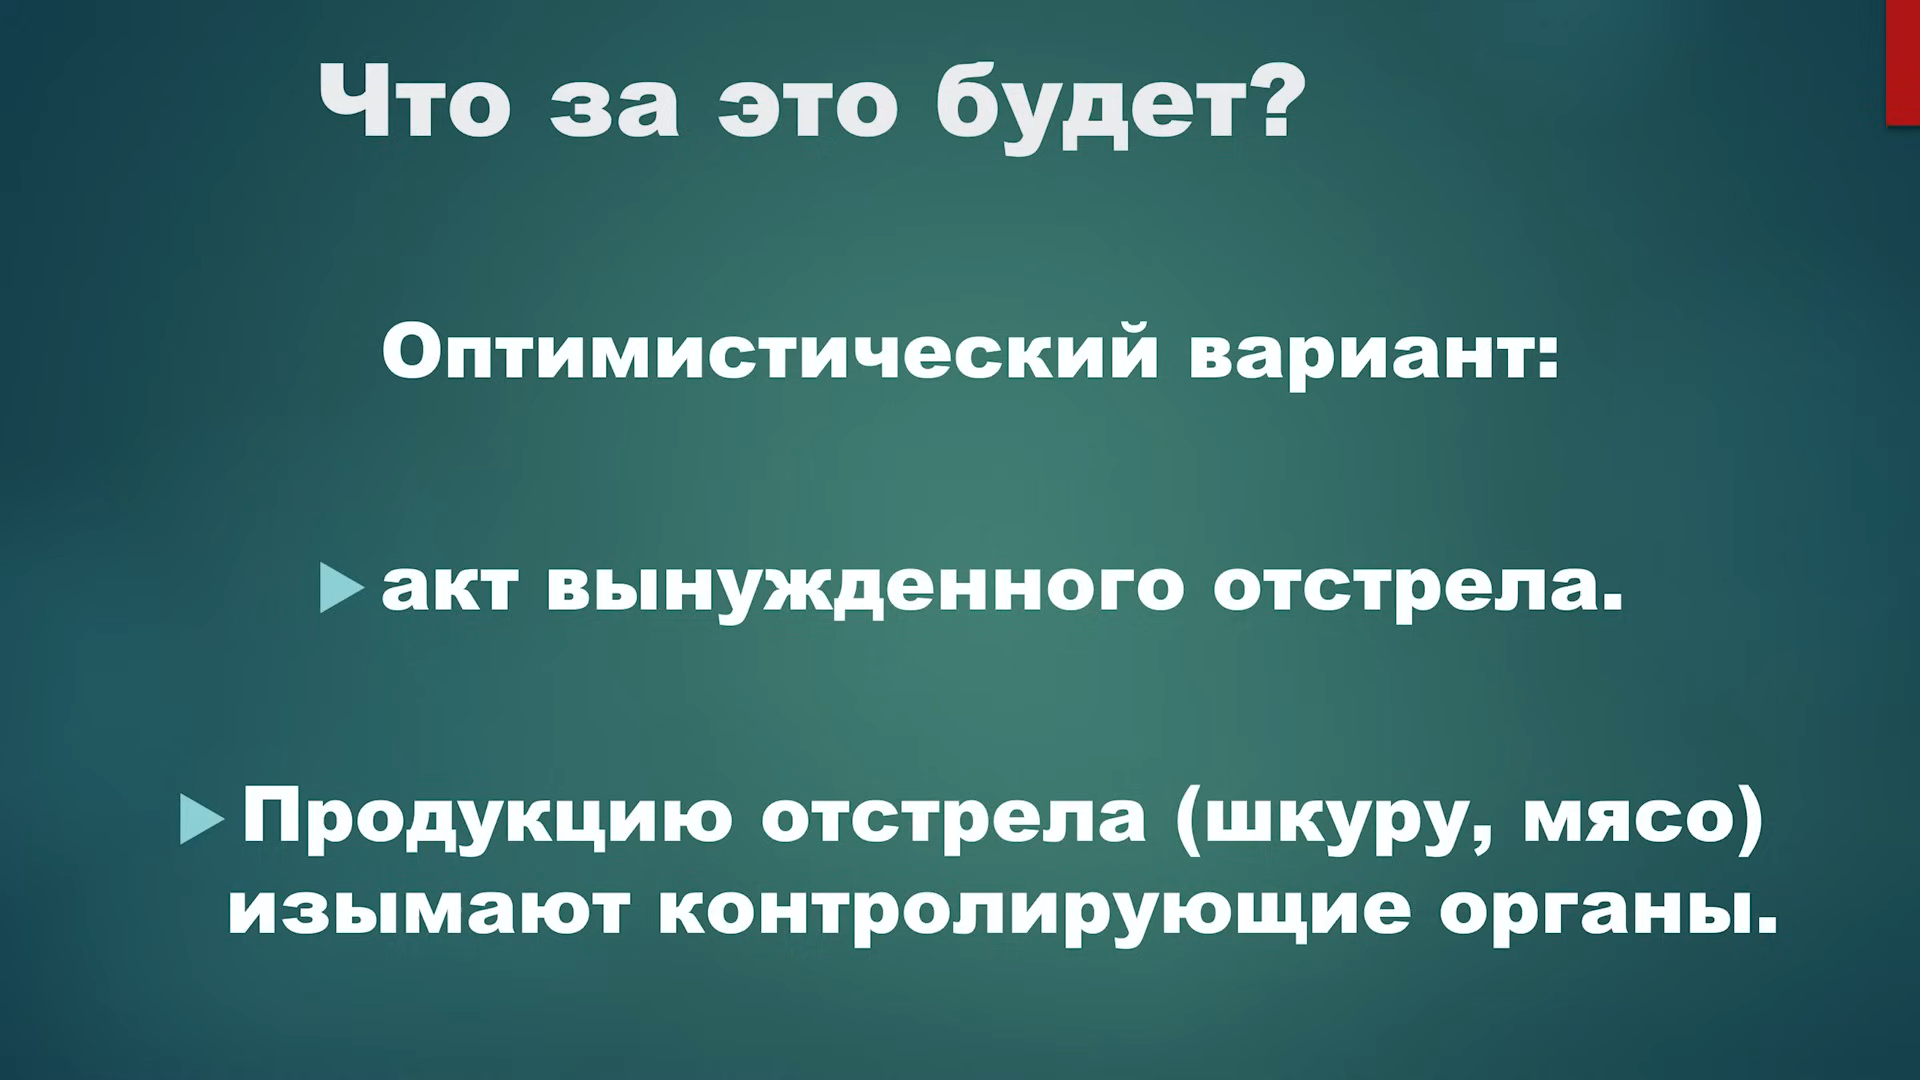 Что за это будет?
Оптимистический вариант:
акт вынужденного отстрела.
Продукцию отстрела (шкуру, мясо)
изымают контролирующие органы.